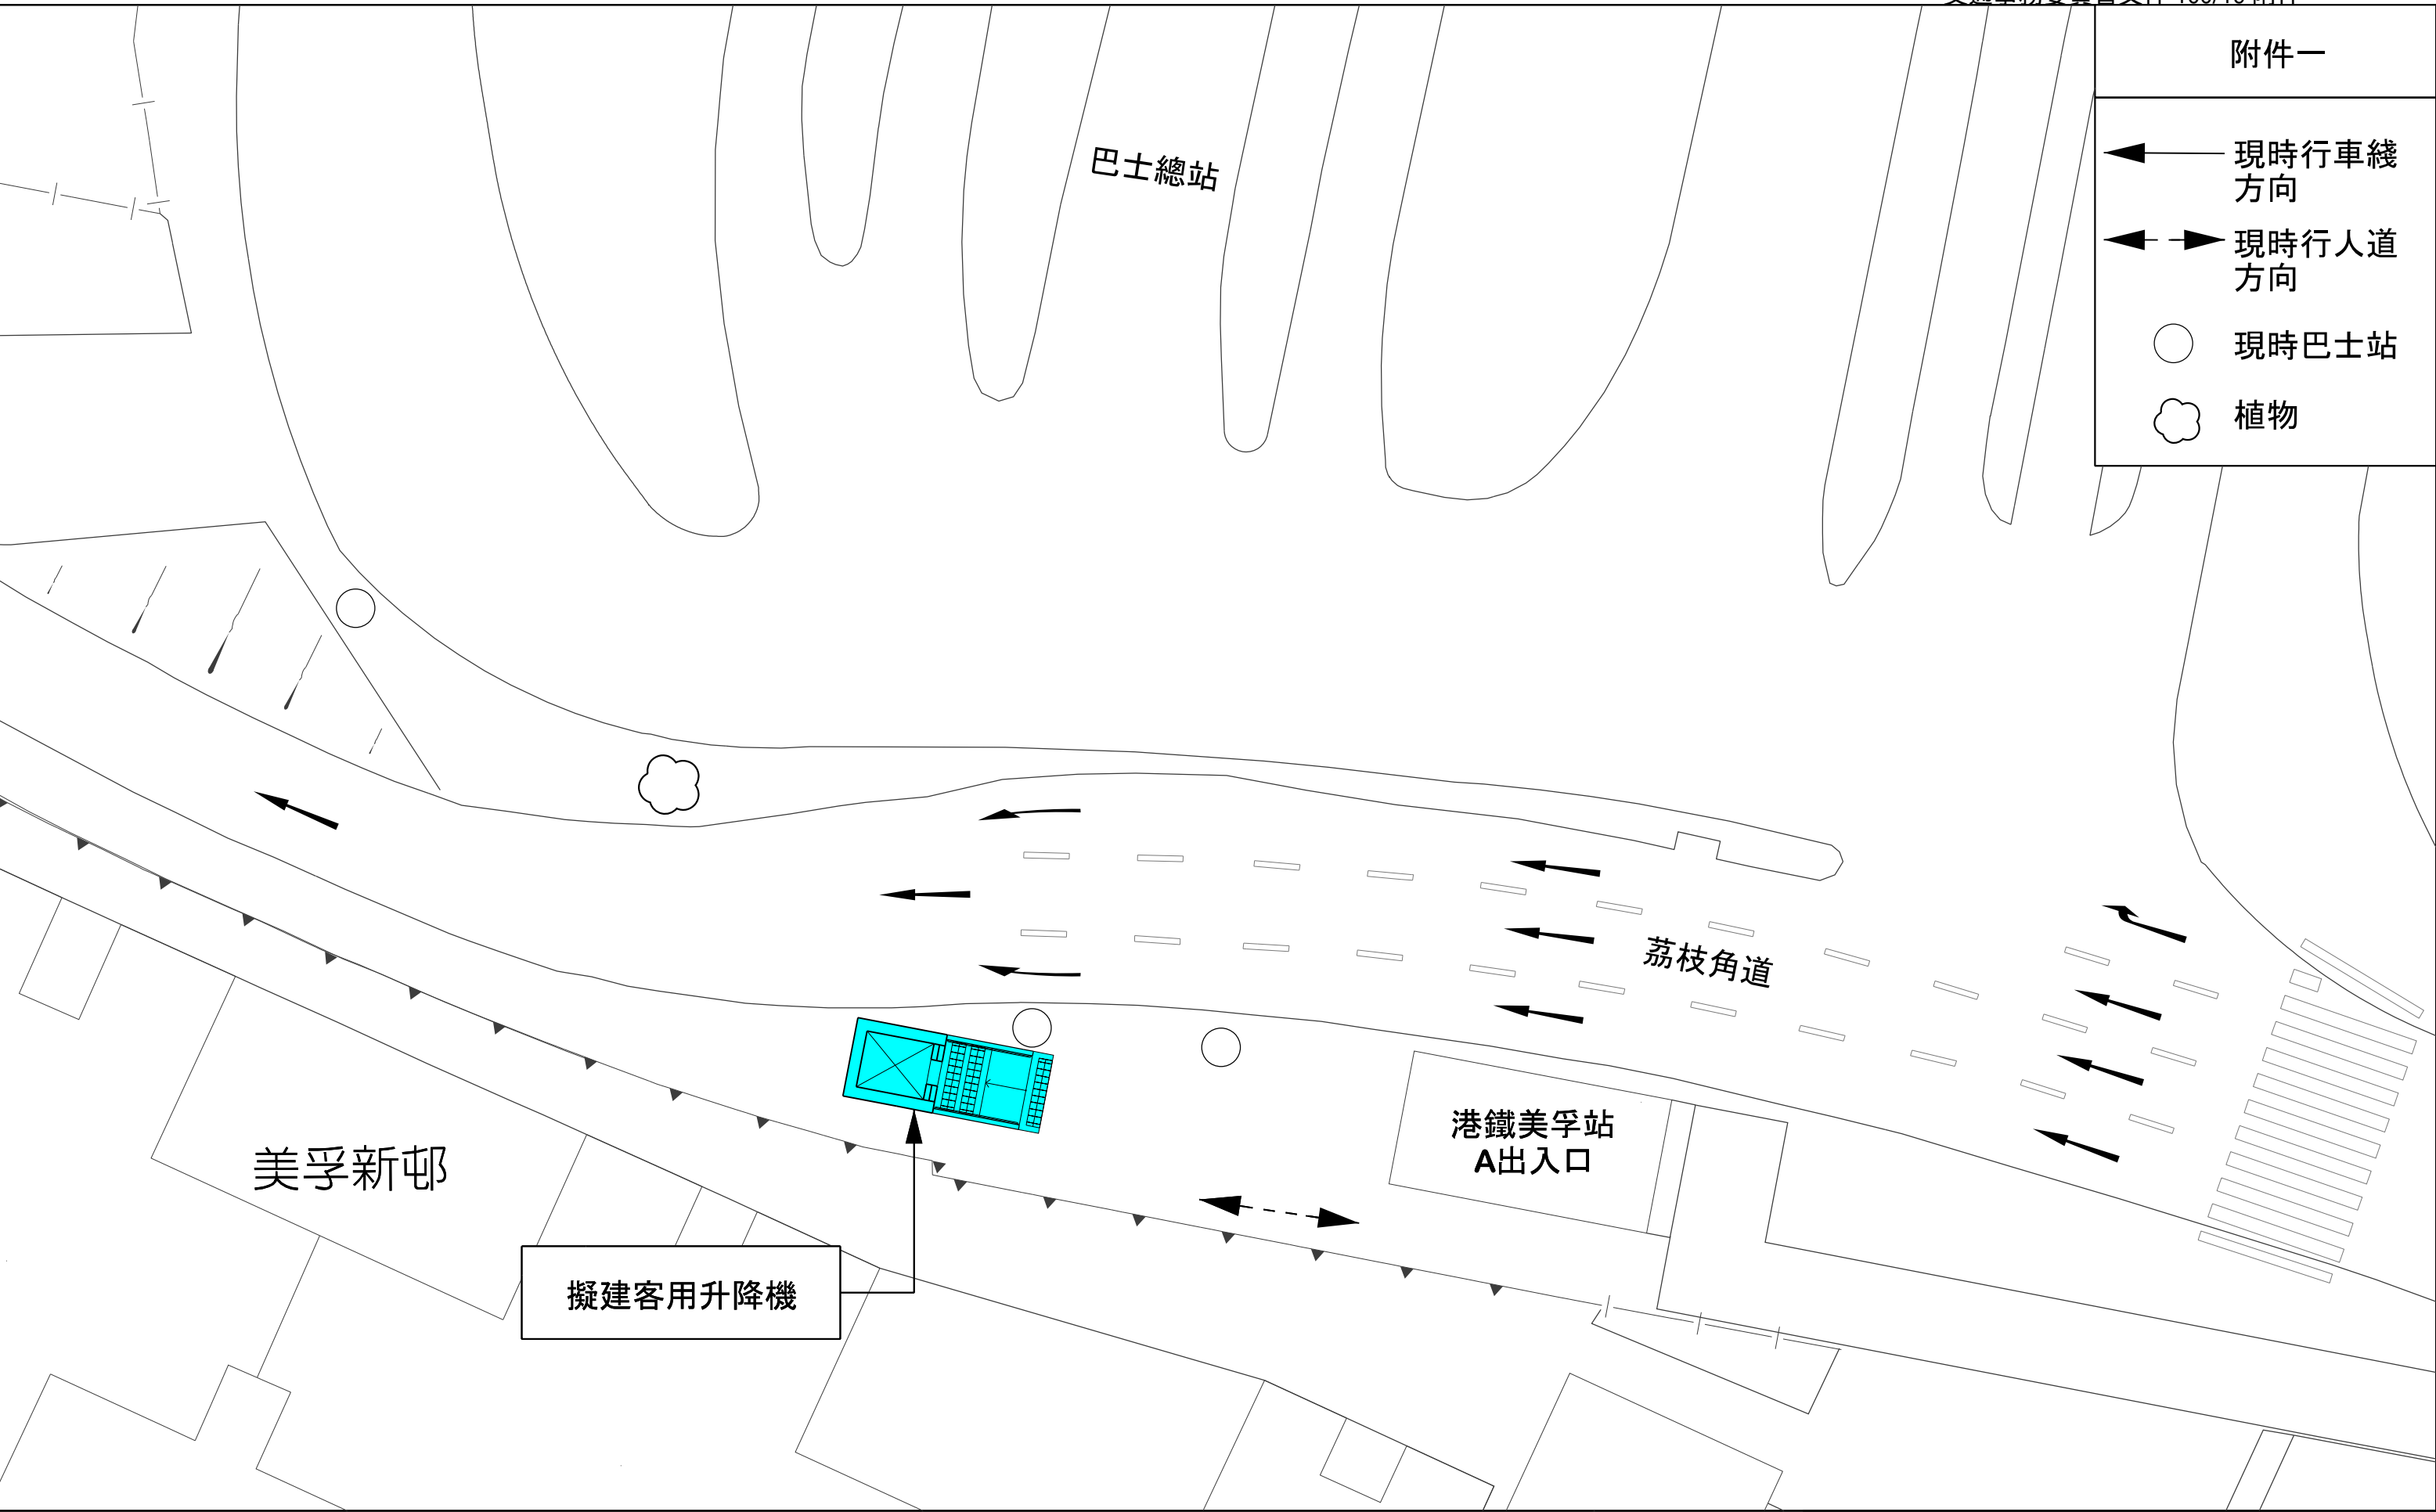 附件一
現時行車綫
方向
現時行人道
方向
現時巴士站
植物
巴士總站
荔枝角道
港鐵美孚站
A出入口
美孚新邨
擬建客用升降機